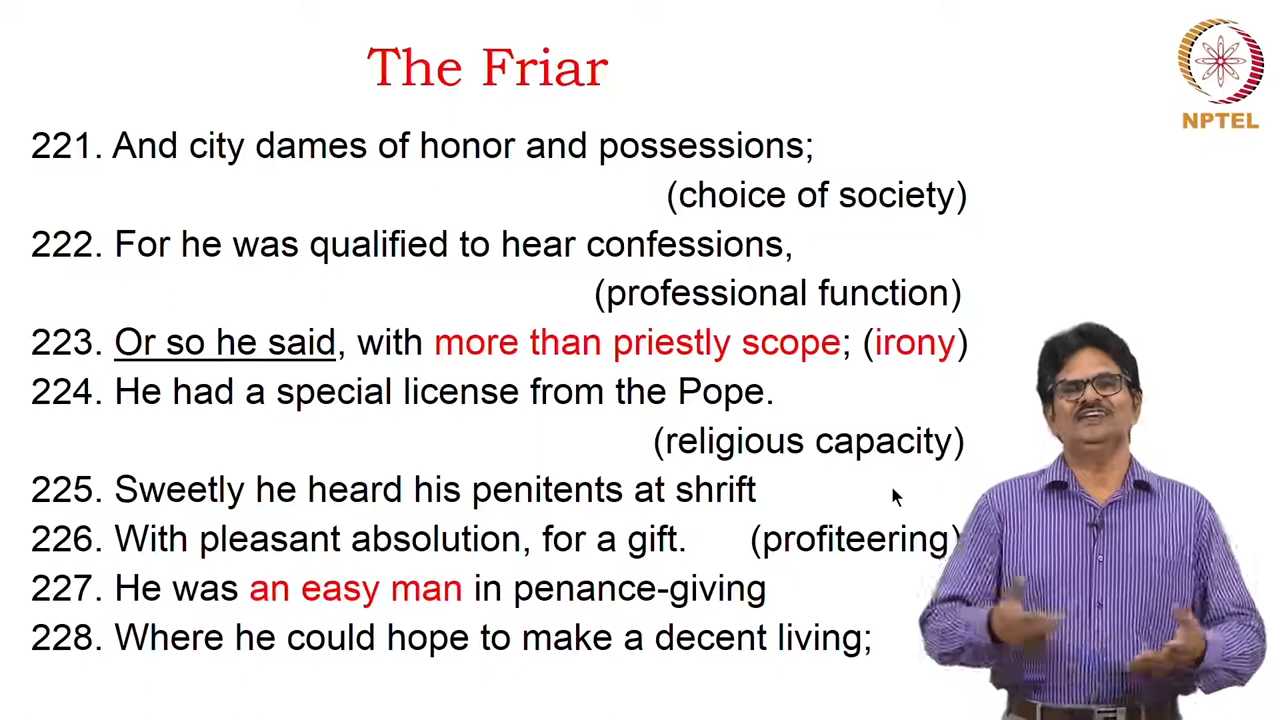 The Friar
NPTEL
221. And city dames of honor and possessions;
(choice of society)
222. For he was qualified to hear confessions,
(professional function)
223. Or so he said, with more than priestly scope; (irony)
224. He had a special license from the Pope.
(religious capacity)
225. Sweetly he heard his penitents at shrift
226. With pleasant absolution, for a gift. (profiteering)
227. He was an easy man in penance-giving
228. Where he could hope to make a decent living;